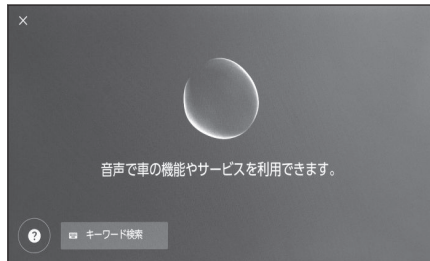 音声で車の機能やサービスを利用できます。
?
キーワード検索